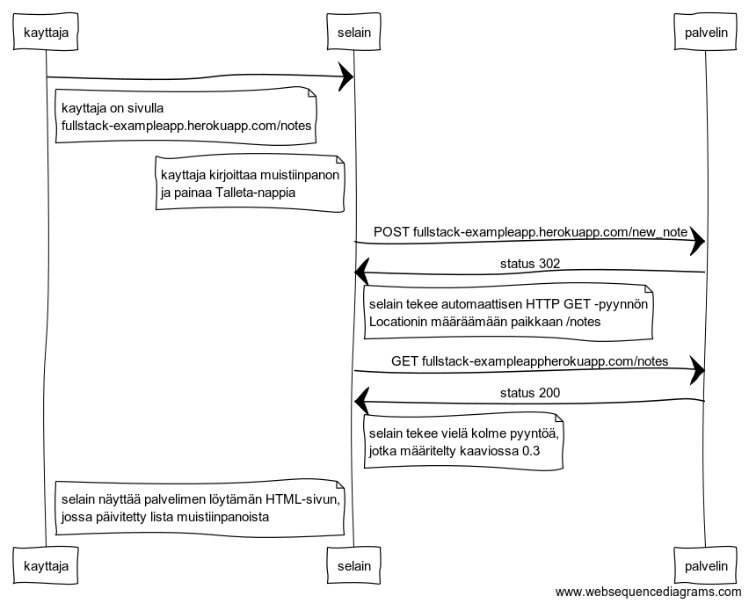 kayttaja
selain
palvelin
kayttaja on sivulla
fullstack-exampleapp.herokuapp.com/notes
kayttaja kirjoittaa muistiinpanon
ja painaa Talleta-nappia
POST fullstack-exampleapp.herokuapp.com/new_note
status 302
selain tekee automaattisen HTTP GET -pyynnön
Locationin määräämään paikkaan /notes
GET fullstack-exampleappherokuapp.com/notes
status 200
selain tekee vielä kolme pyyntöä,
jotka määritelty kaaviossa 0.3
selain näyttää palvelimen löytämän HTML-sivun,
jossa päivitetty lista muistiinpanoista
kayttaja
selain
palvelin
www.websequencediagrams.com